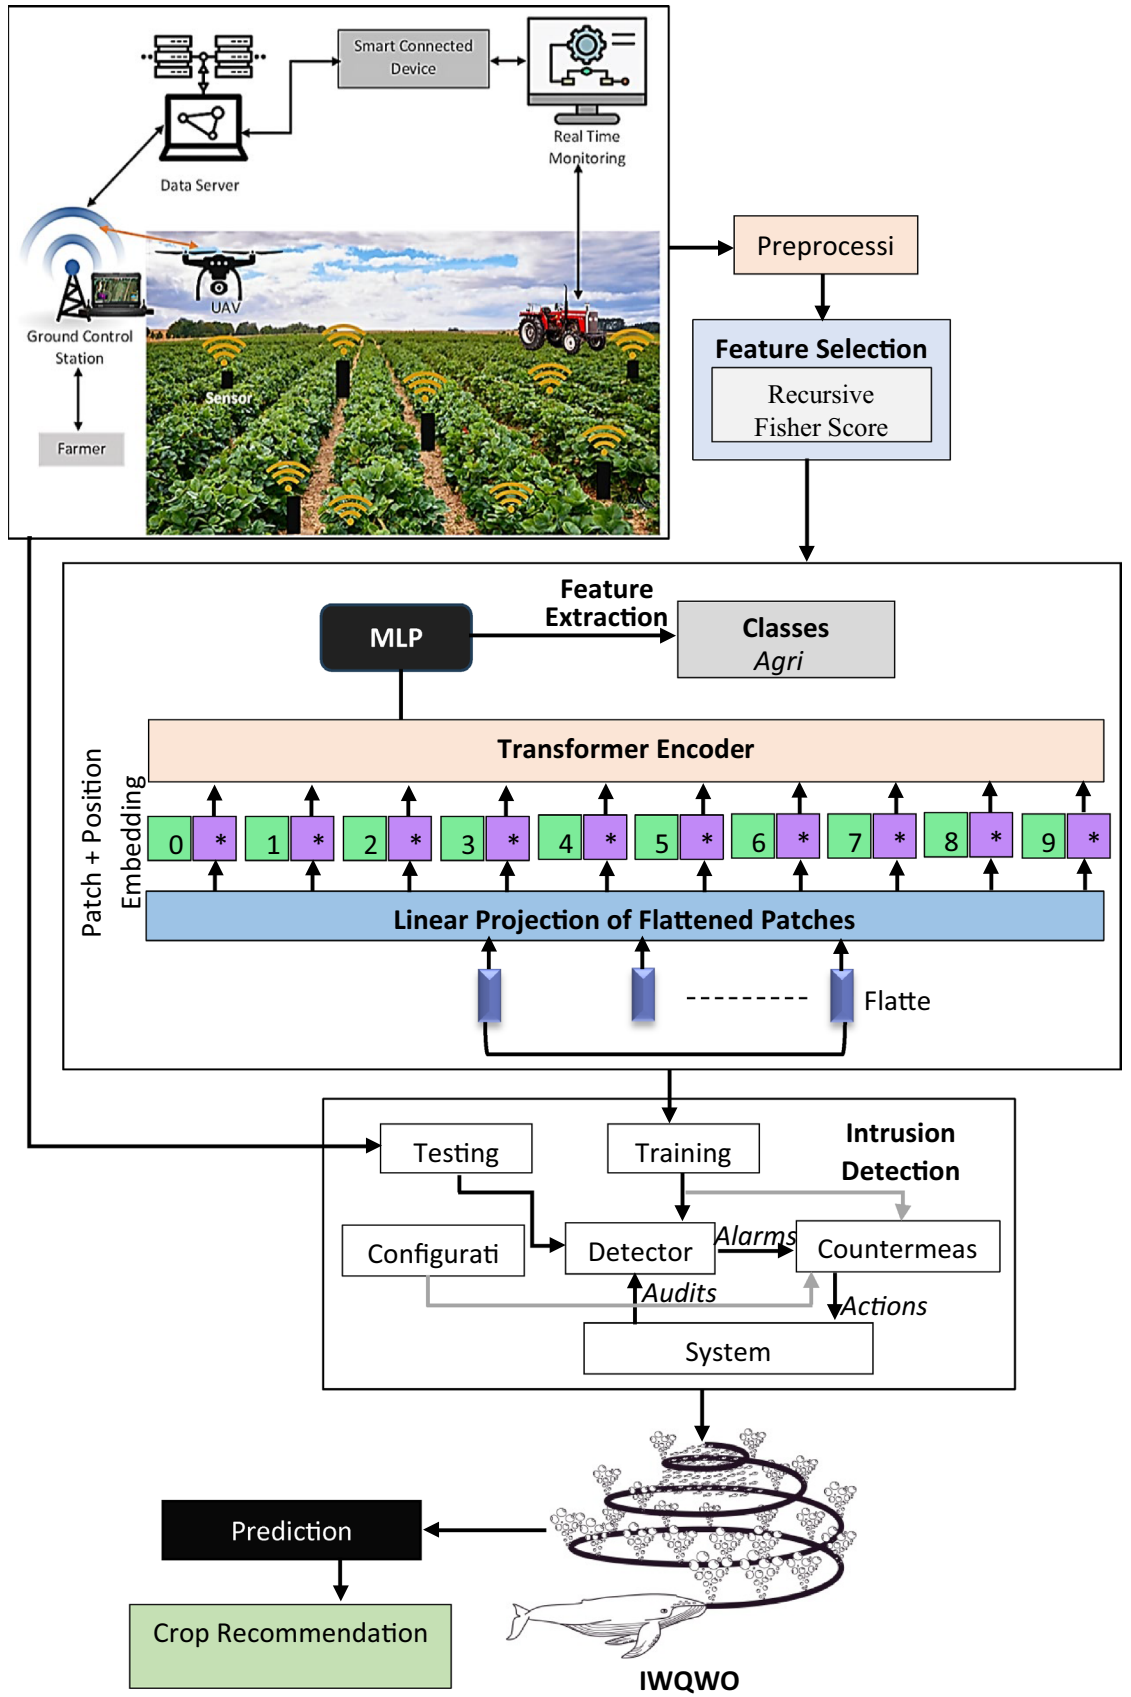 Smart Connected
Device
Real Time
Monitoring
Data Server
UAV
Ground Control
Station
Sensor
Farmer
Preprocessi
Feature Selection
Recursive
Fisher Score
Feature
Extraction
MLP
Classes
Agri
Patch + Position
Embedding
Transformer Encoder
0 * 1 * 2 * 3 * 4 * 5 * 6 * 7 * 8 * 9 *
Linear Projection of Flattened Patches
Flatte
Intrusion
Detection
Testing
Training
Configurati
Detector
Alarms
Countermeas
Audits
Actions
System
Prediction
Crop Recommendation
IWQWO